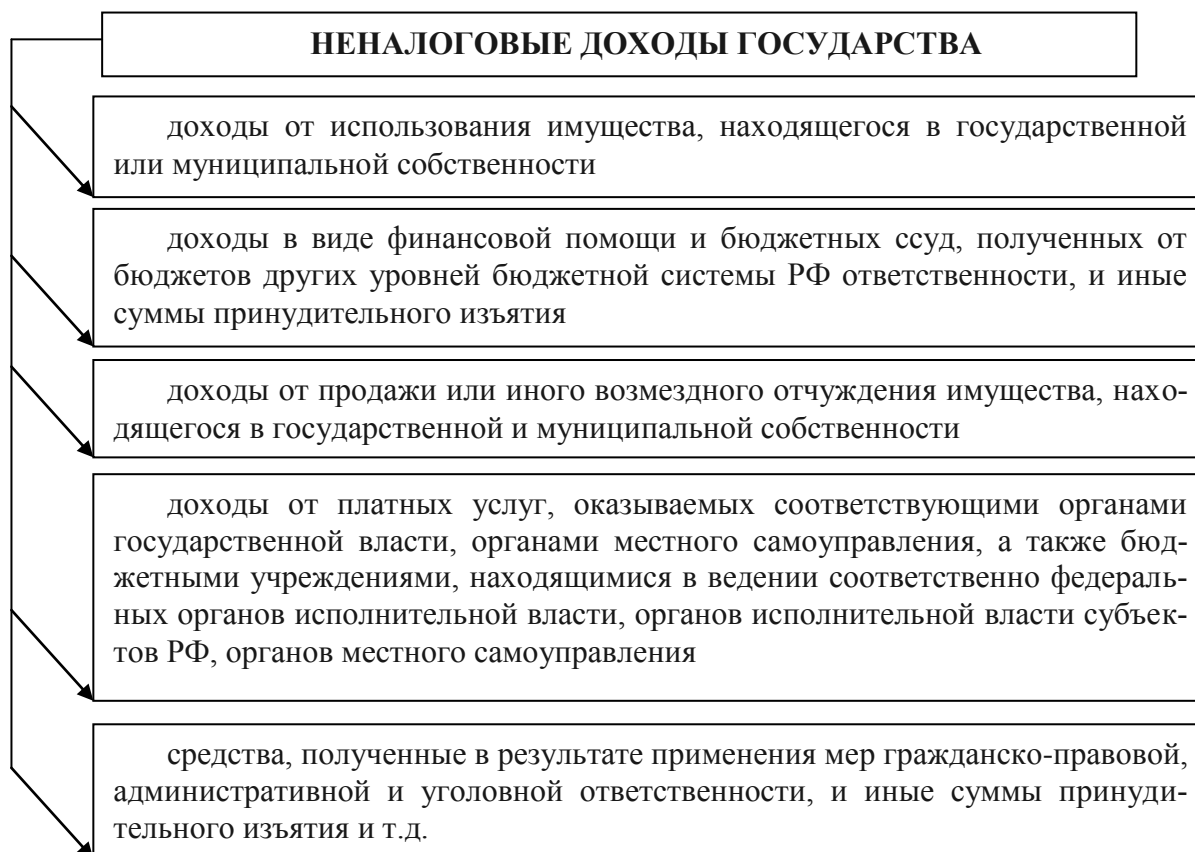 НЕНАЛОГОВЫЕ ДОХОДЫ ГОСУДАРСТВА
доходы от использования имущества, находящегося в государственной
или муниципальной собственности
доходы в виде финансовой помощи и бюджетных ссуд, полученных от
бюджетов других уровней бюджетной системы РФ ответственности, и иные
суммы принудительного изъятия
доходы от продажи или иного возмездного отчуждения имущества, нахо-
дящегося в государственной и муниципальной собственности
доходы от платных услуг, оказываемых соответствующими органами
государственной власти, органами местного самоуправления, а также бюд-
жетными учреждениями, находящимися в ведении соответственно федераль-
ных органов исполнительной власти, органов исполнительной власти субъек-
тов РФ, органов местного самоуправления
средства, полученные в результате применения мер гражданско-правовой,
административной и уголовной ответственности, и иные суммы принуди-
тельного изъятия и т.д.